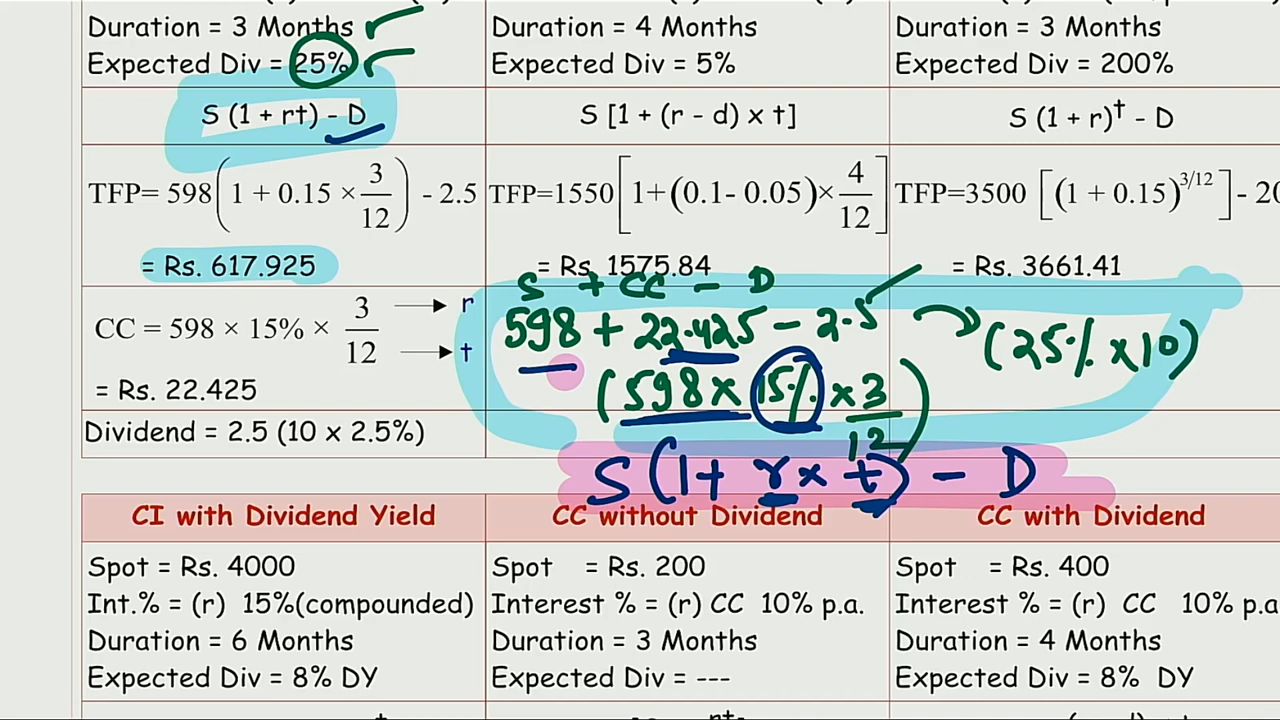 Duration = 3 Months
Expected Div = 25%
S (1 + rt) - D
TFP= 598(1 + 0.15 × 3/12) - 2.5
= Rs. 617.925
CC = 598 × 15% × 3/12 → r → t
= Rs. 22.425
Dividend = 2.5 (10 x 2.5%)
Duration = 4 Months
Expected Div = 5%
S [1 + (r - d) x t]
TFP=1550[1+(0.1- 0.05)× 4/12]
= Rs. 1575.84
Duration = 3 Months
Expected Div = 200%
S (1 + r)^t - D
TFP=3500 [(1 + 0.15)^3/12] - 20
= Rs. 3661.41
S + CC - D
598 + 22.425 - 2.5 → (25% x 10)
(598 x 15% x 3/12)
S (1 + r x t) - D
CI with Dividend Yield
Spot = Rs. 4000
Int.% = (r) 15%(compounded)
Duration = 6 Months
Expected Div = 8% DY
CC without Dividend
Spot = Rs. 200
Interest % = (r) CC 10% p.a.
Duration = 3 Months
Expected Div = ---
CC with Dividend
Spot = Rs. 400
Interest % = (r) CC 10% p.a
Duration = 4 Months
Expected Div = 8% DY